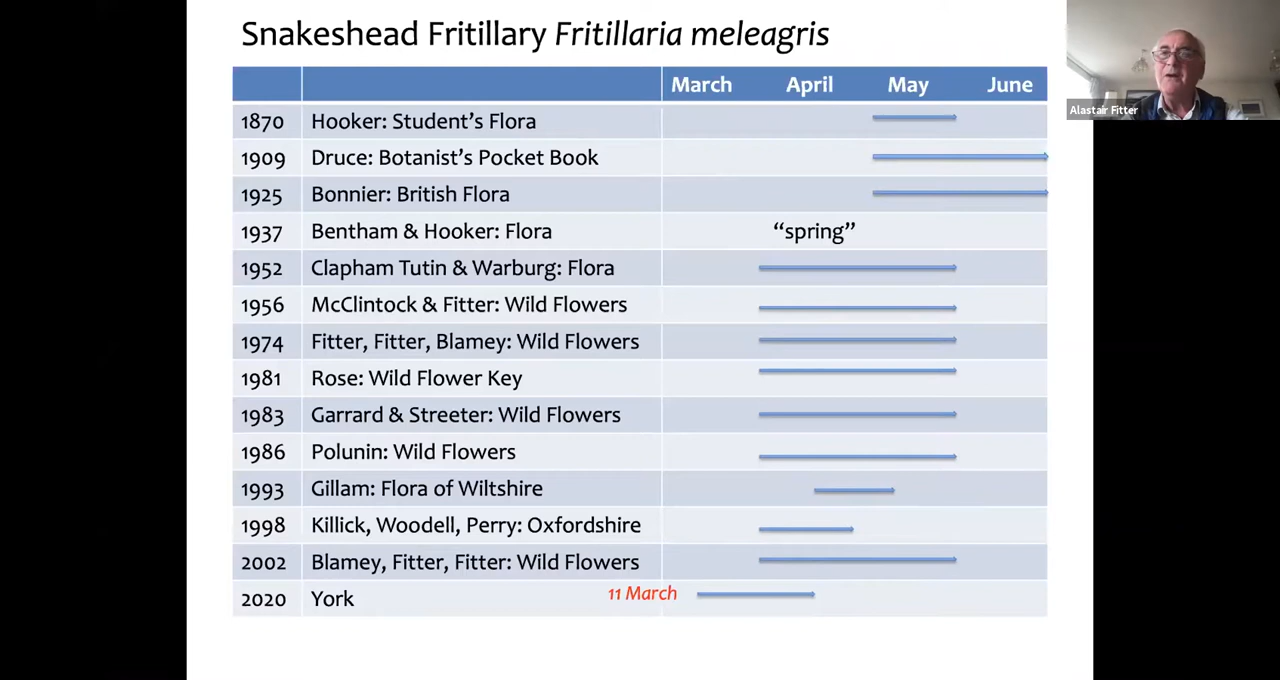 Snakeshead Fritillary Fritillaria meleagris
March April May June
1870 Hooker: Student’s Flora
1909 Druce: Botanist’s Pocket Book
1925 Bonnier: British Flora
1937 Bentham & Hooker: Flora “spring”
1952 Clapham Tutin & Warburg: Flora
1956 McClintock & Fitter: Wild Flowers
1974 Fitter, Fitter, Blamey: Wild Flowers
1981 Rose: Wild Flower Key
1983 Garrard & Streeter: Wild Flowers
1986 Polunin: Wild Flowers
1993 Gillam: Flora of Wiltshire
1998 Killick, Woodell, Perry: Oxfordshire
2002 Blamey, Fitter, Fitter: Wild Flowers
2020 York 11 March
Alastair Fitter